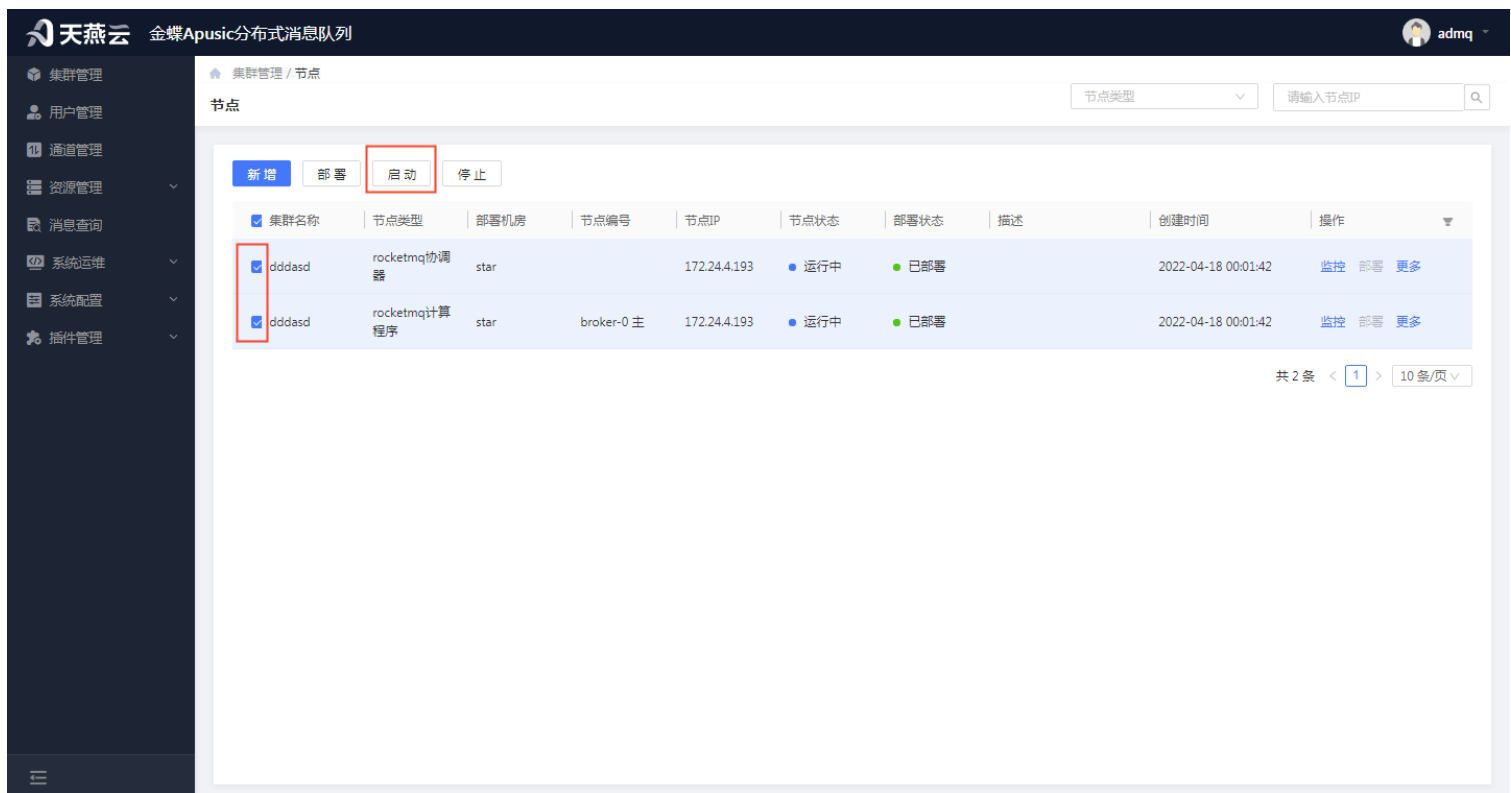 天燕云 金蝶Apusic分布式消息队列 admq
集群管理
用户管理
通道管理
资源管理
消息查询
系统运维
系统配置
插件管理
集群管理 / 节点
节点
节点类型 请输入节点IP
新 增 部 署 启 动 停 止
集群名称 节点类型 部署机房 节点编号 节点IP 节点状态 部署状态 描述 创建时间 操作
dddasd rocketmq协调
器 star 172.24.4.193 运行中 已部署 2022-04-18 00:01:42 监控 部署 更多
dddasd rocketmq计算
程序 star broker-0 主 172.24.4.193 运行中 已部署 2022-04-18 00:01:42 监控 部署 更多
共 2 条 < 1 > 10 条/页